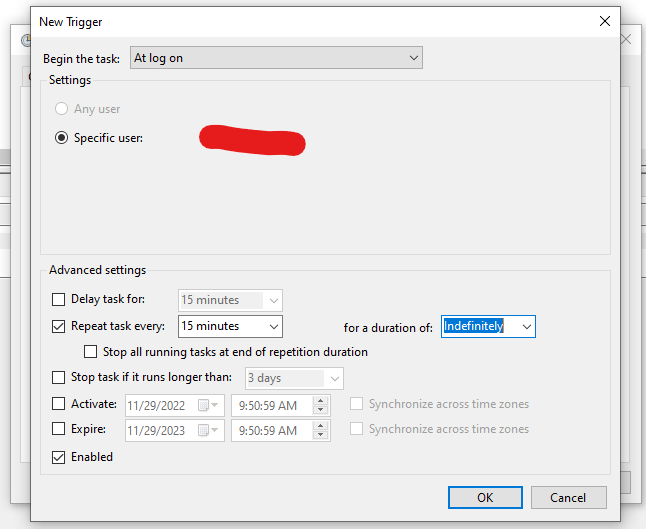 New Trigger
Begin the task: At log on
Settings
Any user
Specific user:
Advanced settings
Delay task for: 15 minutes
Repeat task every: 15 minutes for a duration of: Indefinitely
Stop all running tasks at end of repetition duration
Stop task if it runs longer than: 3 days
Activate: 11/29/2022 9:50:59 AM Synchronize across time zones
Expire: 11/29/2023 9:50:59 AM Synchronize across time zones
Enabled
OK Cancel